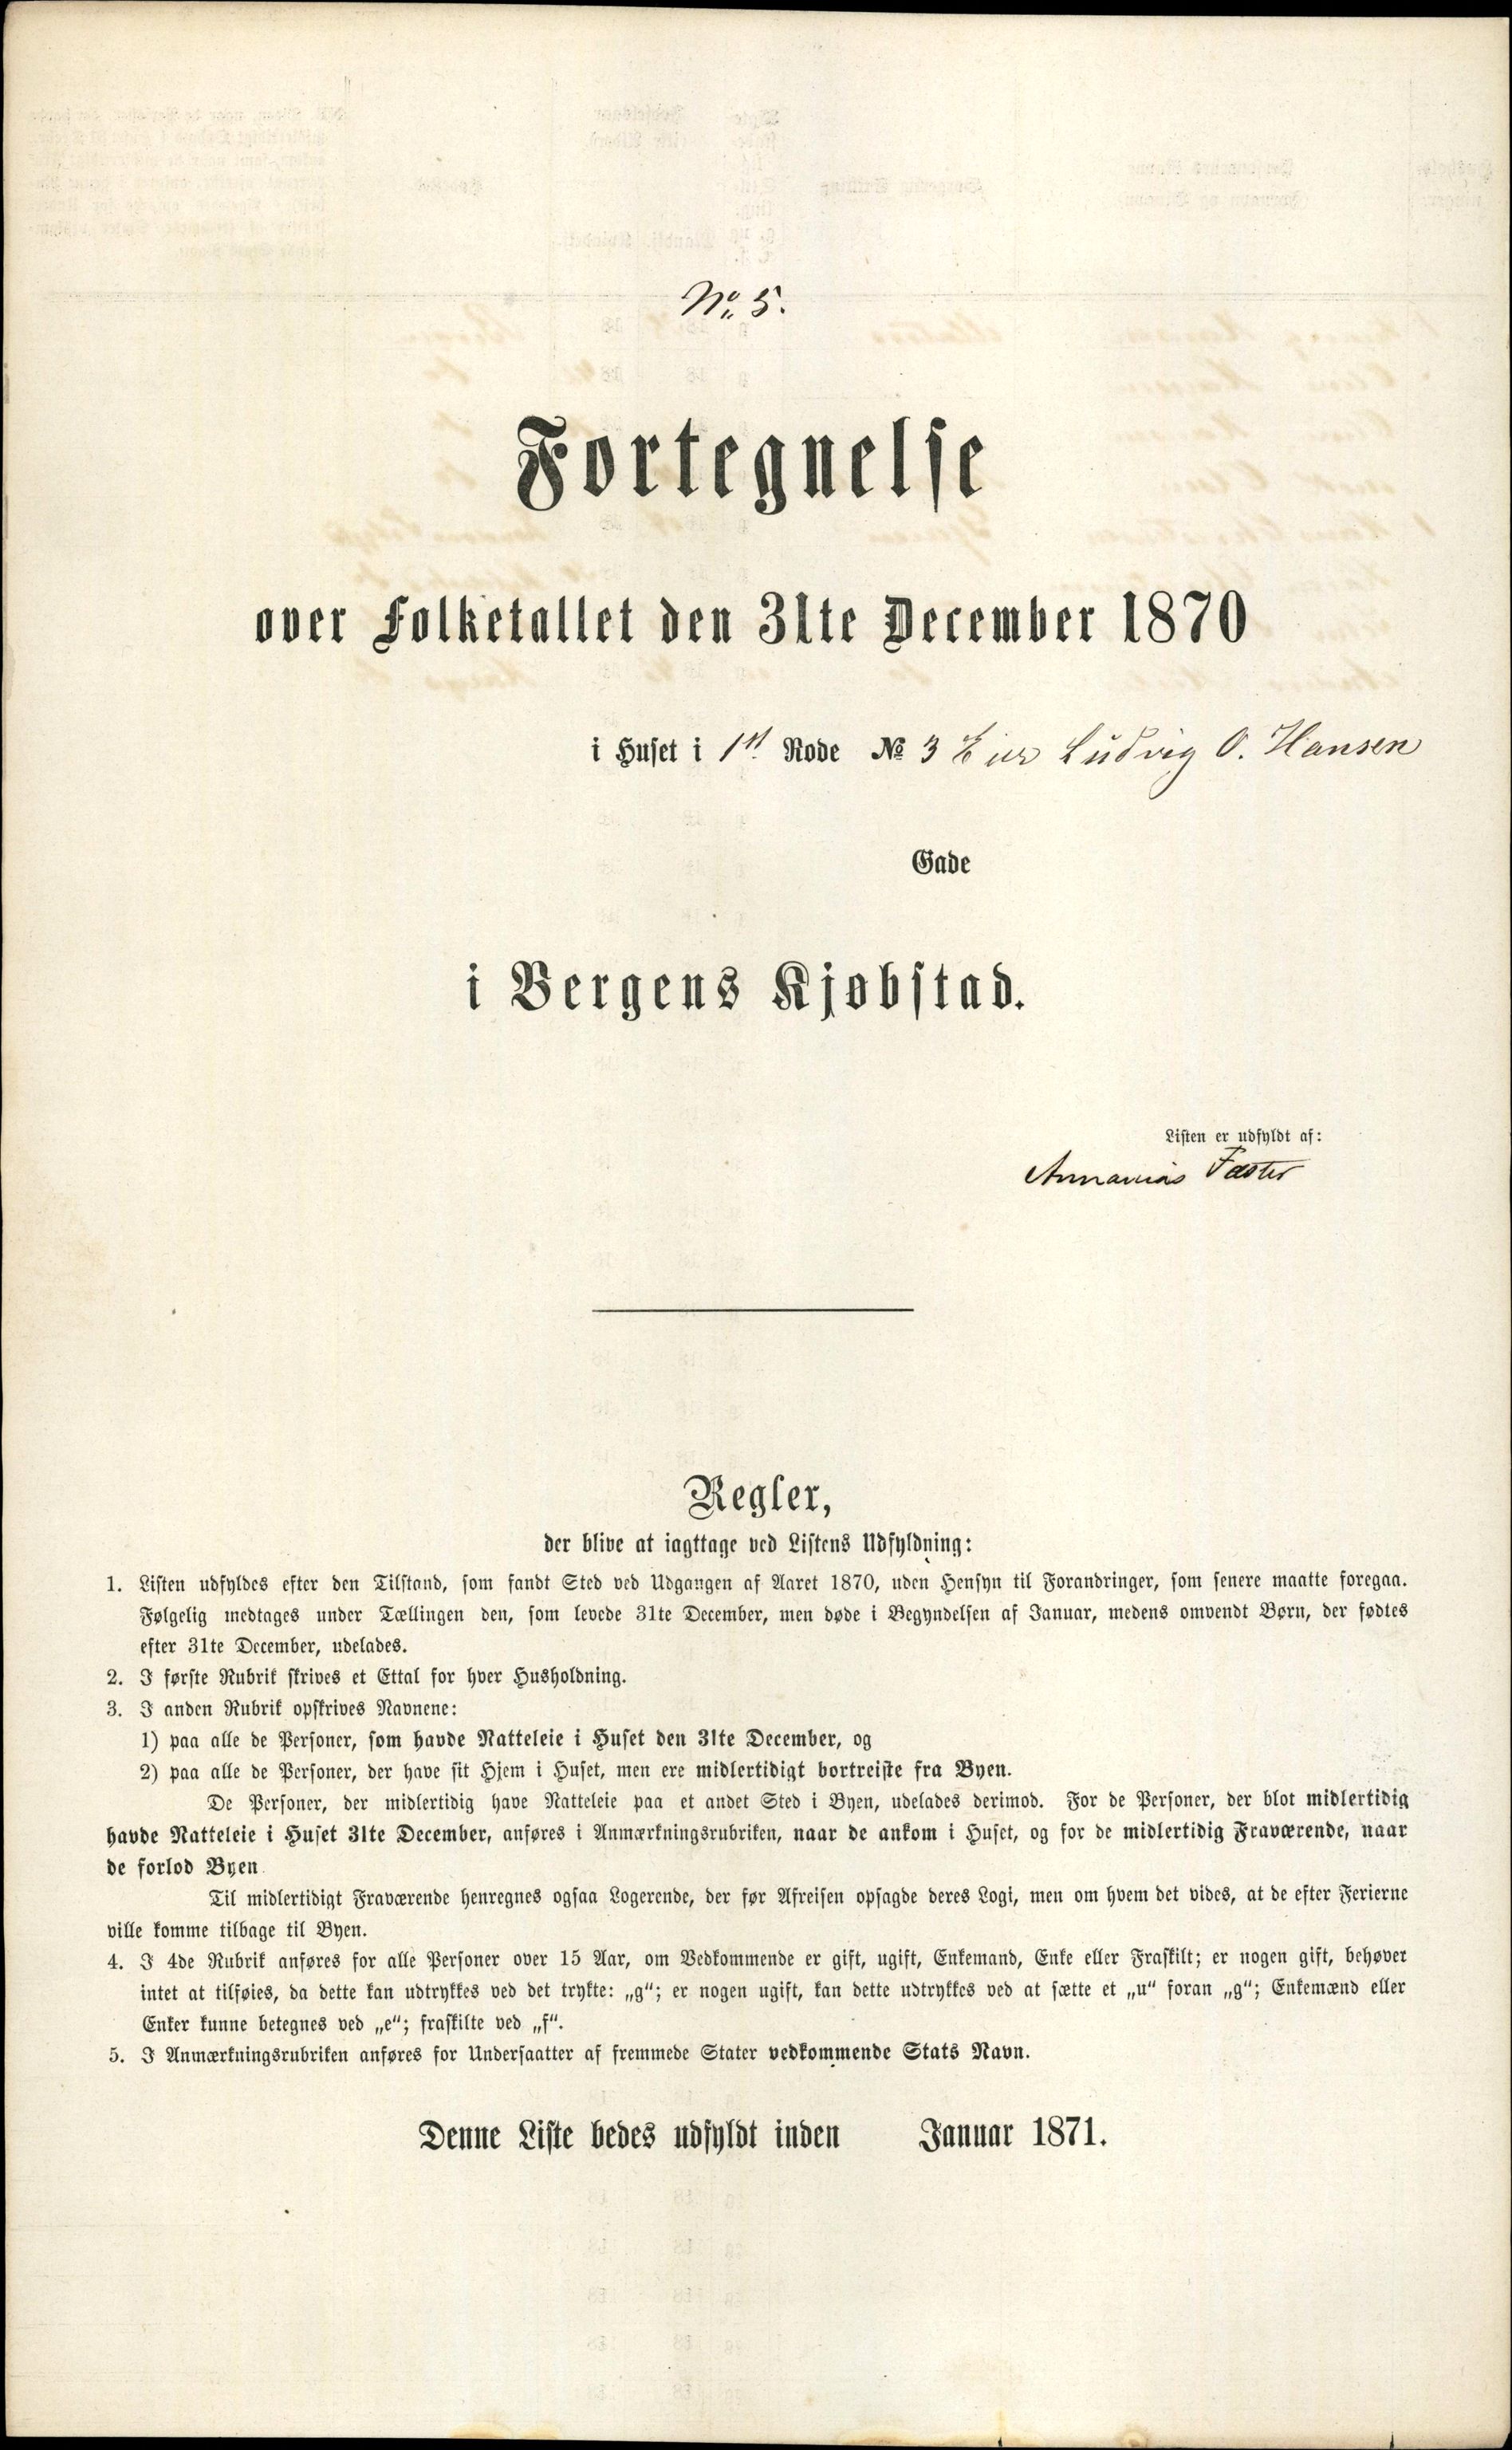 No 5.
Fortegnelse
over Folketallet den 31te December 1870
i Huset i 1st Rode No 3 Eier Ludvig O. Hansen
Gade
i Bergens Kjøbstad.
Listen er udfyldt af:
Annanias Fæster
Regler,
der blive at iagttage ved Listens Udfyldning:
1. Listen udfyldes efter den Tilstand, som fandt Sted ved Udgangen af Aaret 1870, uden Hensyn til Forandringer, som senere maatte foregaa.
Følgelig medtages under Tællingen den, som levede 31te December, men døde i Begyndelsen af Januar, medens omvendt Børn, der fødtes
efter 31te December, udelades.
2. I første Rubrik skrives et Ettal for hver Husholdning.
3. I anden Rubrik opskrives Navnene:
1) paa alle de Personer, som havde Natteleie i Huset den 31te December, og
2) paa alle de Personer, der have sit Hjem i Huset, men ere midlertidigt bortreiste fra Byen.
De Personer, der midlertidig have Natteleie paa et andet Sted i Byen, udelades derimod. For de Personer, der blot midlertidig
havde Natteleie i Huset 31te December, anføres i Anmærkningsrubriken, naar de ankom i Huset, og for de midlertidig Fraværende, naar
de forlod Byen.
Til midlertidigt Fraværende henregnes ogsaa Logerende, der før Afreisen opsagde deres Logi, men om hvem det vides, at de efter Ferierne
ville komme tilbage til Byen.
4. I 4de Rubrik anføres for alle Personer over 15 Aar, om Vedkommende er gift, ugift, Enkemand, Enke eller Fraskilt; er nogen gift, behøver
intet at tilføies, da dette kan udtrykkes ved det trykte: „g“; er nogen ugift, kan dette udtrykkes ved at sætte et „u“ foran „g“; Enkemænd eller
Enker kunne betegnes ved „e“; fraskilte ved „f“.
5. I Anmærkningsrubriken anføres for Undersaatter af fremmede Stater vedkommende Stats Navn.
Denne Liste bedes udfyldt inden Januar 1871.